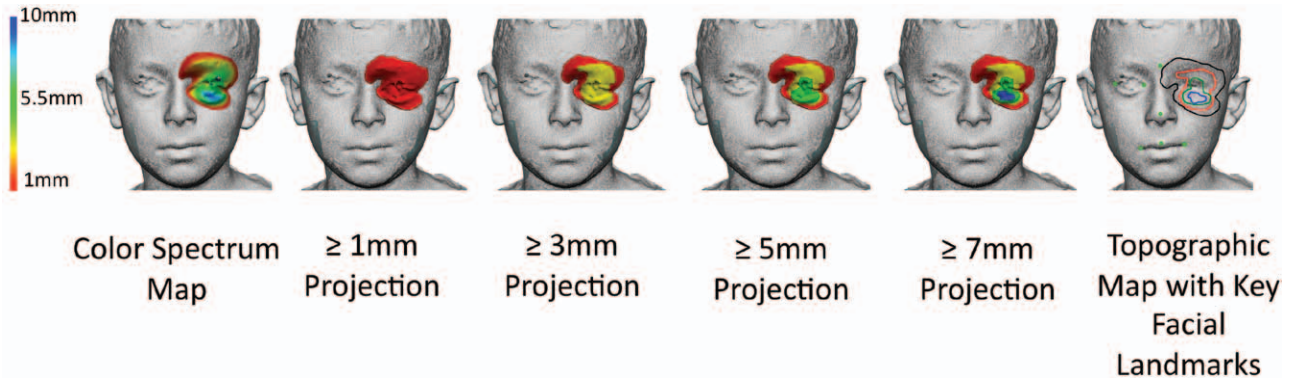 10mm
5.5mm
1mm
Color Spectrum
Map
≥ 1mm
Projection
≥ 3mm
Projection
≥ 5mm
Projection
≥ 7mm
Projection
Topographic
Map with Key
Facial
Landmarks